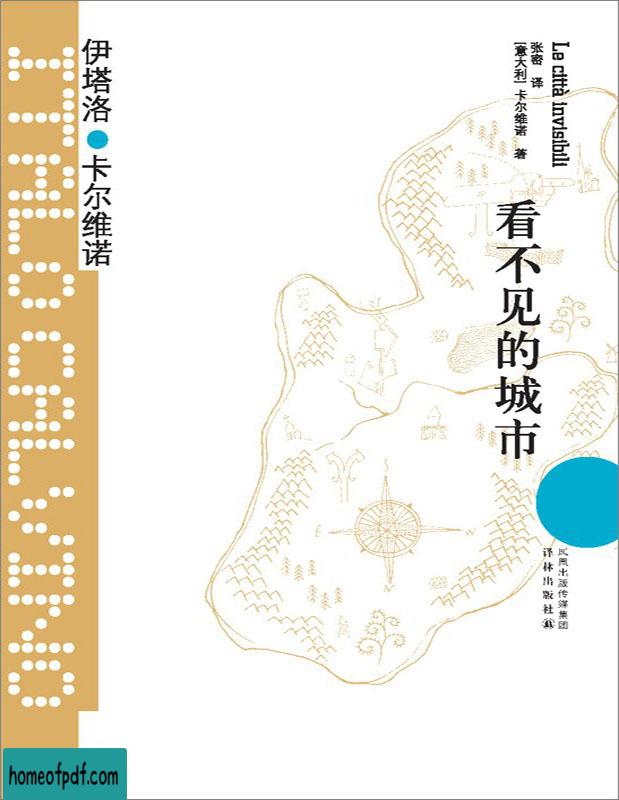 ITALO CALVINO
伊塔洛●卡尔维诺
Le città invisibili
张密 译
[意大利] 卡尔维诺 著
看不见的城市
凤凰出版传媒集团
译林出版社
homeofpdf.com